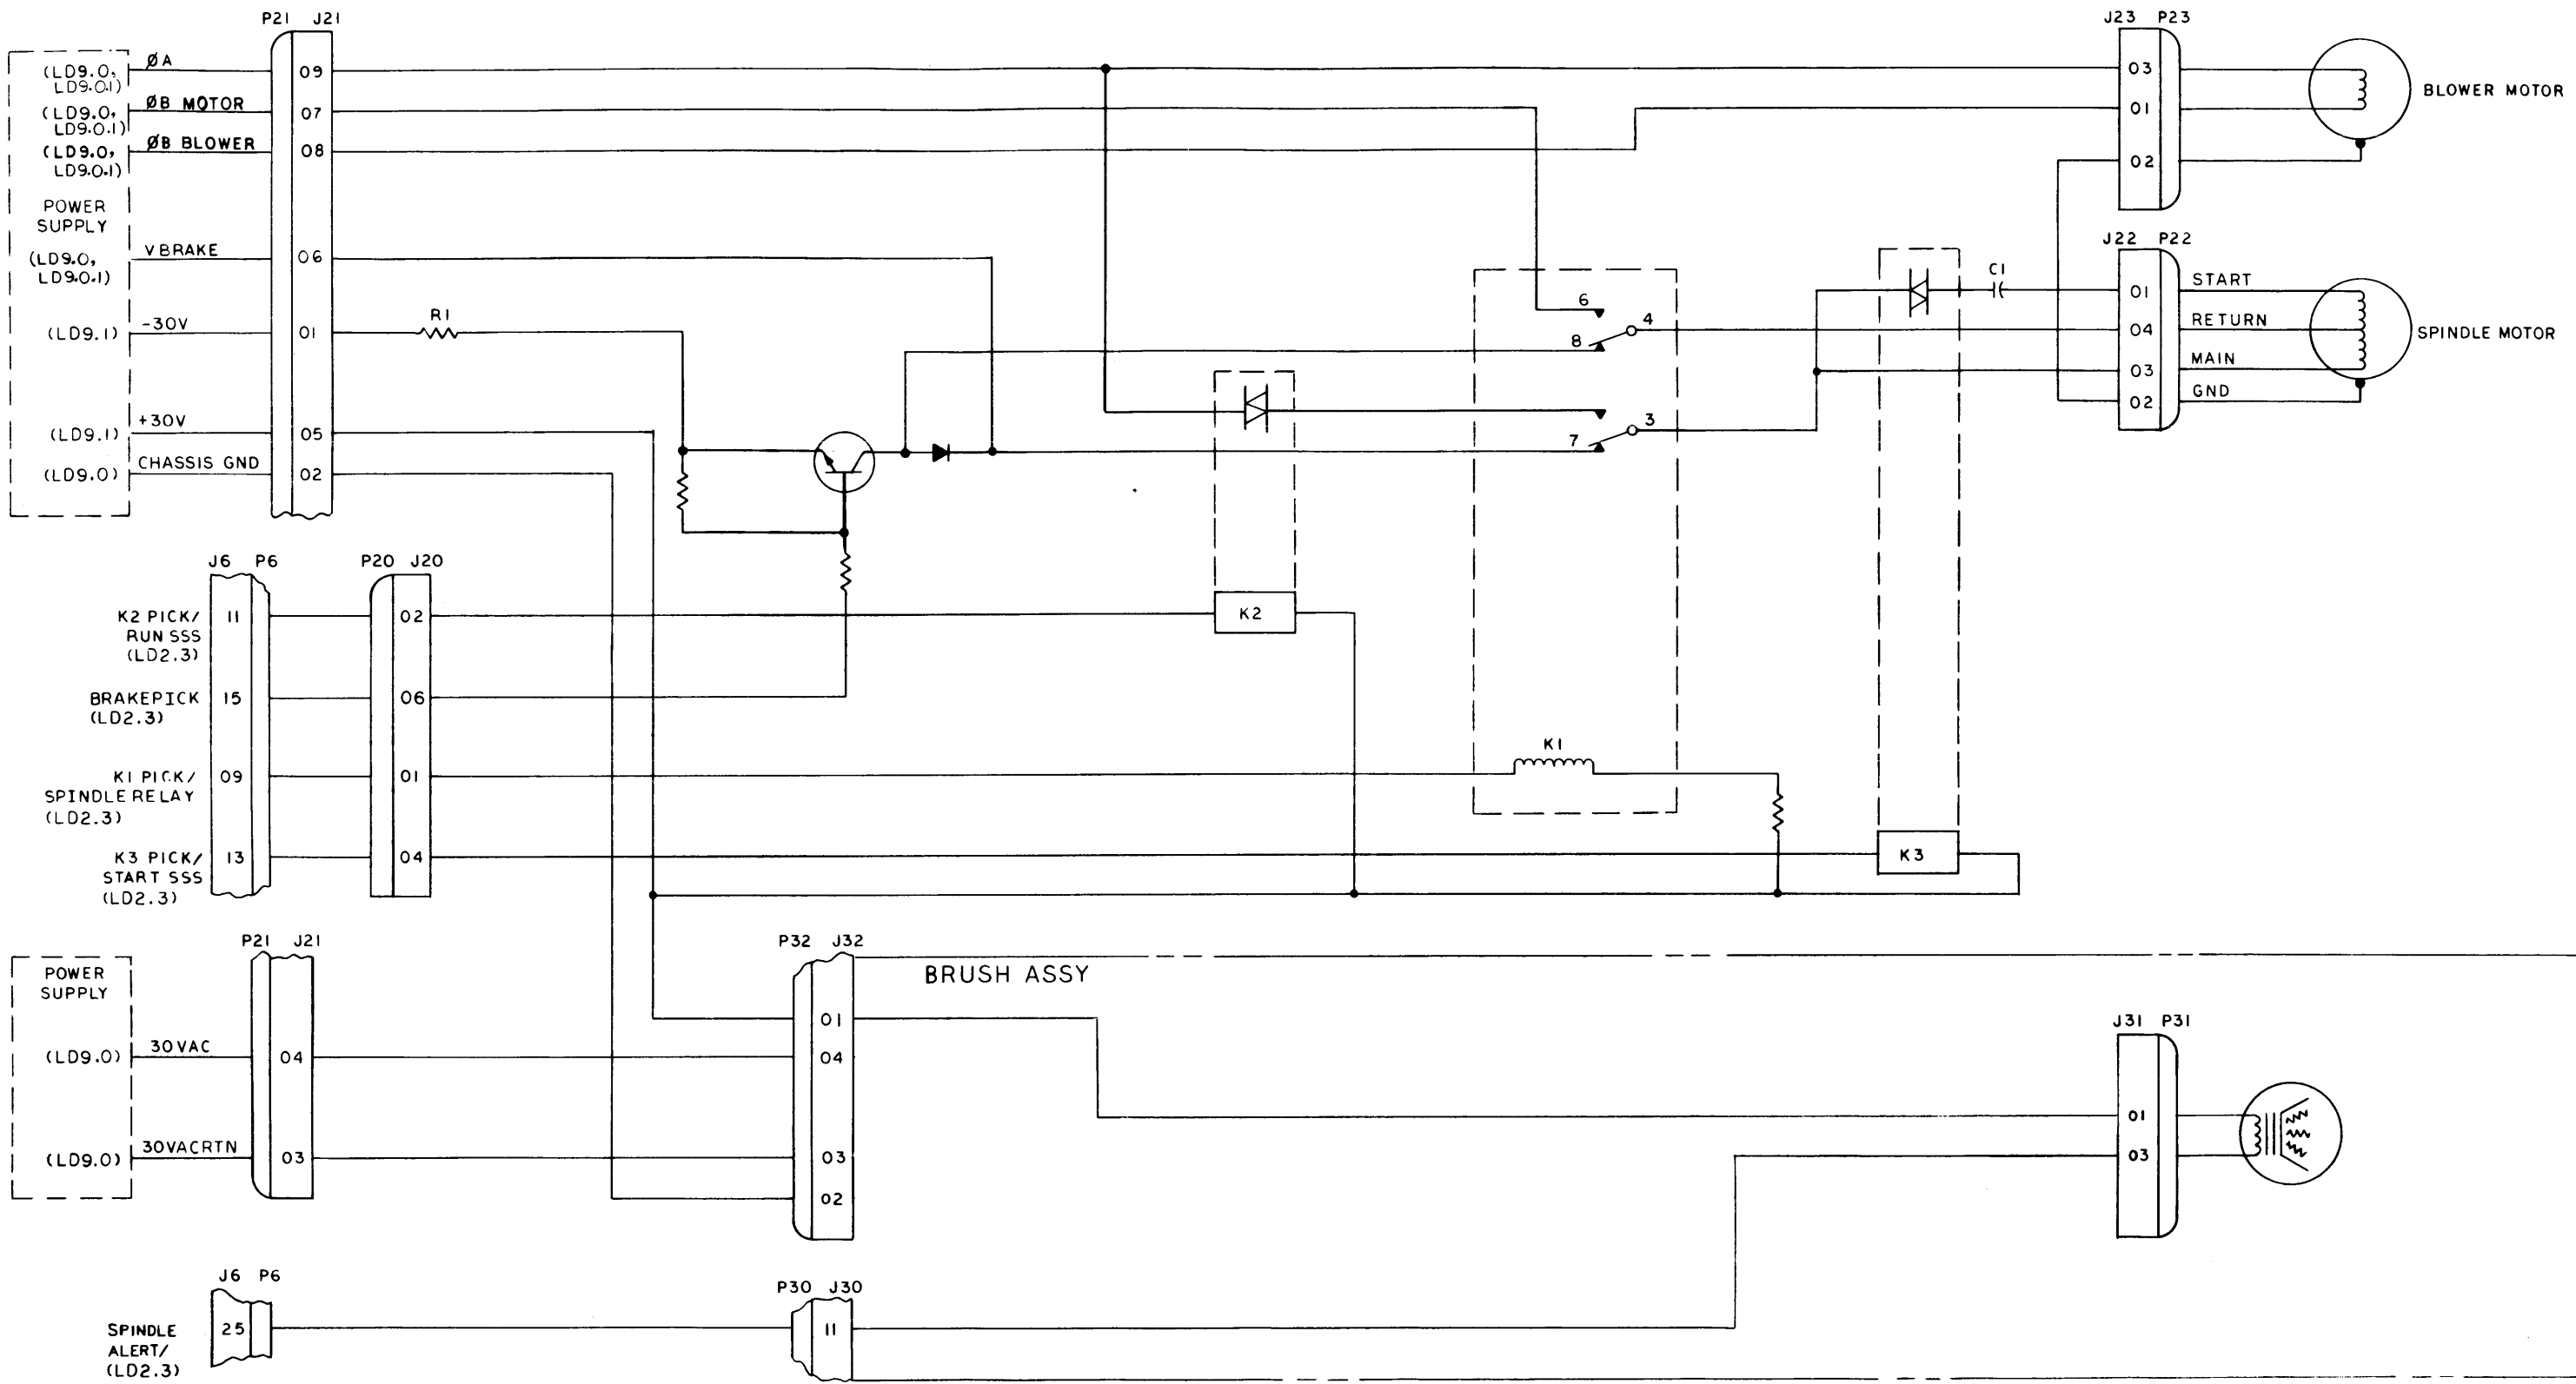 P21 J21
J23 P23
(LD9.0, LD9.0.1) ØA 09
03
(LD9.0, LD9.0.1) ØB MOTOR 07
01
BLOWER MOTOR
(LD9.0, LD9.0.1) ØB BLOWER 08
02
POWER
SUPPLY
(LD9.0, LD9.0.1) VBRAKE 06
J22 P22
C1
01 START
6
(LD9.1) -30V 01
R1
4
04 RETURN
SPINDLE MOTOR
8
03 MAIN
02 GND
(LD9.1) +30V 05
3
7
(LD9.0) CHASSIS GND 02
J6 P6
P20 J20
K2 PICK/
RUN SSS
(LD2.3)
11
02
K2
BRAKEPICK
(LD2.3)
15
06
K1 PICK/
SPINDLE RELAY
(LD2.3)
09
01
K1
K3 PICK/
START SSS
(LD2.3)
13
04
K3
P21 J21
P32 J32
POWER
SUPPLY
BRUSH ASSY
01
J31 P31
(LD9.0) 30VAC 04
04
01
(LD9.0) 30VACRTN 03
03
03
02
J6 P6
P30 J30
SPINDLE
ALERT/
(LD2.3)
25
11